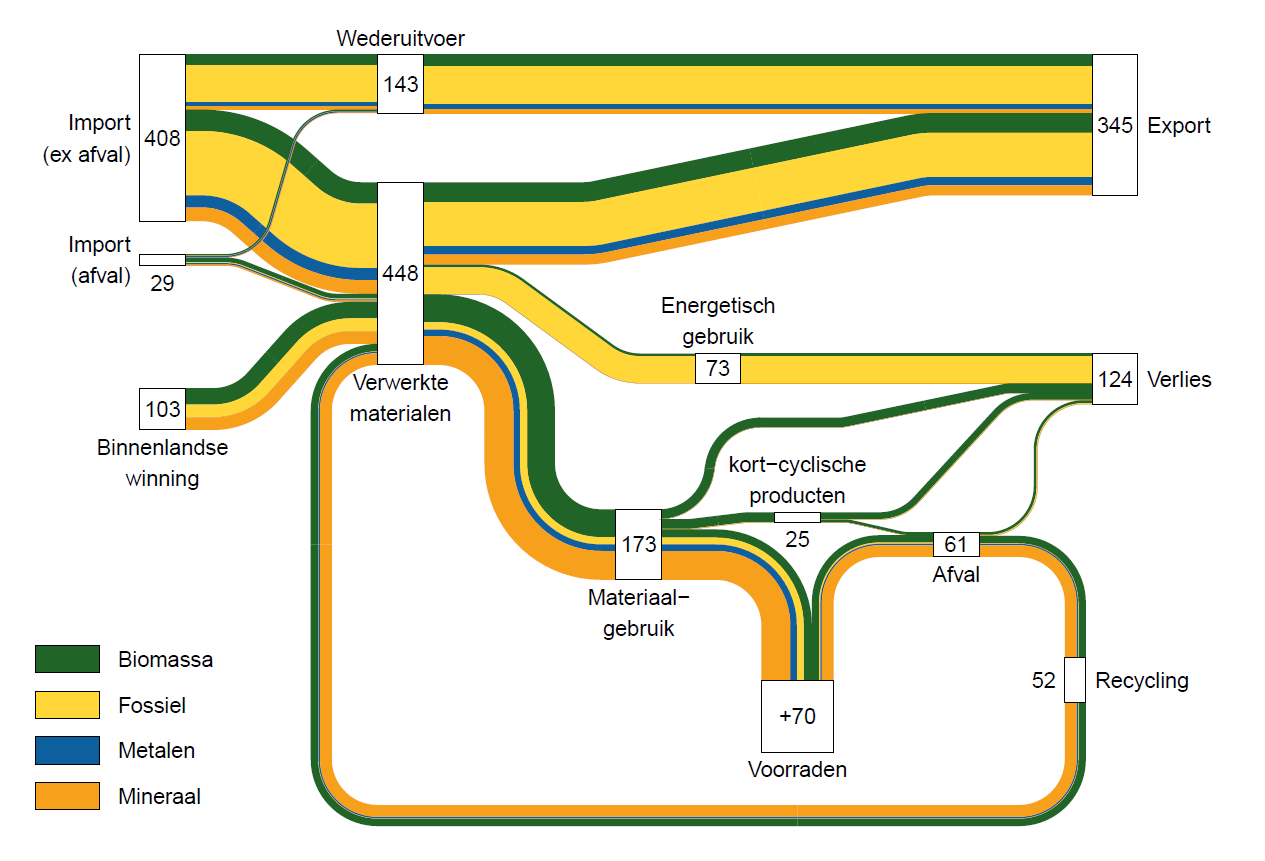 Wederuitvoer
143
Import
(ex afval)
408
345
Export
Import
(afval)
29
448
Energetisch
gebruik
73
124
Verlies
Verwerkte
materialen
103
Binnenlandse
winning
kort−cyclische
producten
25
173
Materiaal−
gebruik
61
Afval
52
Recycling
+70
Voorraden
Biomassa
Fossiel
Metalen
Mineraal